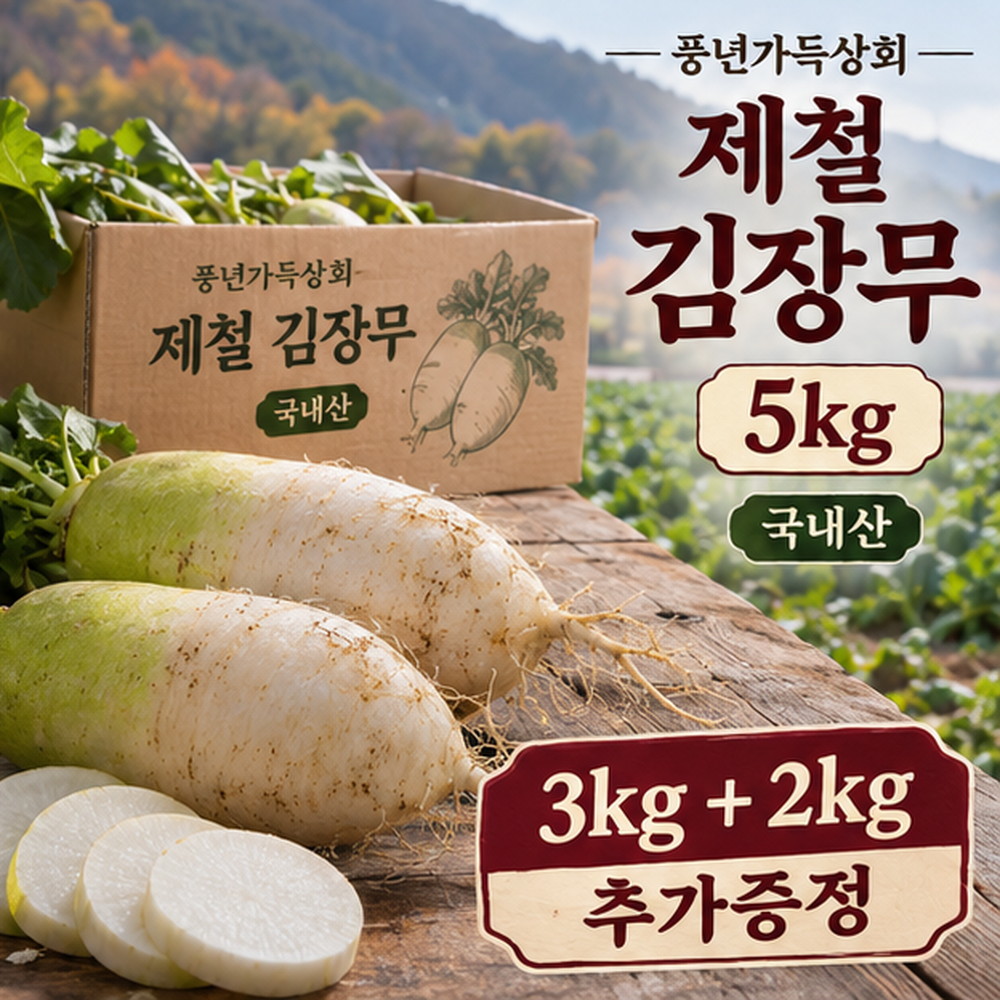 풍년가득상회
제철
김장무
5kg
국내산
풍년가득상회
제철 김장무
국내산
3kg + 2kg
추가증정